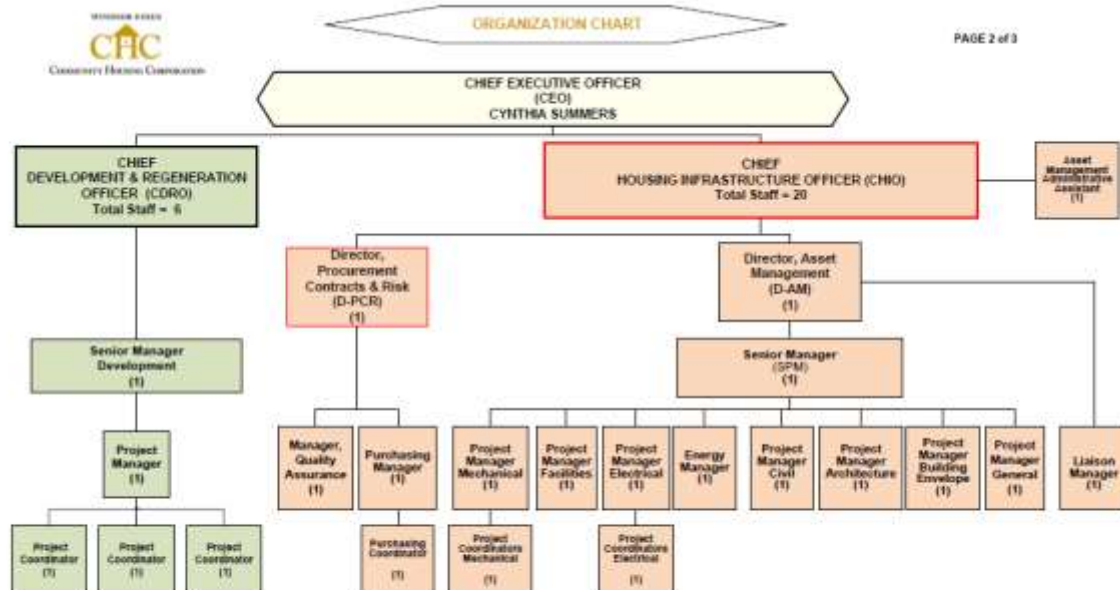 WINDSOR ESSEX
CHC
COMMUNITY HOUSING CORPORATION
ORGANIZATION CHART
PAGE 2 of 3
CHIEF EXECUTIVE OFFICER
(CEO)
CYNTHIA SUMMERS
CHIEF
DEVELOPMENT & REGENERATION
OFFICER (CDRO)
Total Staff = 6
CHIEF
HOUSING INFRASTRUCTURE OFFICER (CHIO)
Total Staff = 20
Asset
Management
Administrative
Assistant
(1)
Director,
Procurement
Contracts & Risk
(D-PCR)
(1)
Director, Asset
Management
(D-AM)
(1)
Senior Manager
Development
(1)
Senior Manager
(SPM)
(1)
Project
Manager
(1)
Manager,
Quality
Assurance
(1)
Purchasing
Manager
(1)
Project
Manager
Mechanical
(1)
Project
Manager
Facilities
(1)
Project
Manager
Electrical
(1)
Energy
Manager
(1)
Project
Manager
Civil
(1)
Project
Manager
Architecture
(1)
Project
Manager
Building
Envelope
(1)
Project
Manager
General
(1)
Liaison
Manager
(1)
Project
Coordinator
(1)
Project
Coordinator
(1)
Project
Coordinator
(1)
Purchasing
Coordinator
(1)
Project
Coordinators
Mechanical
(1)
Project
Coordinators
Electrical
(1)